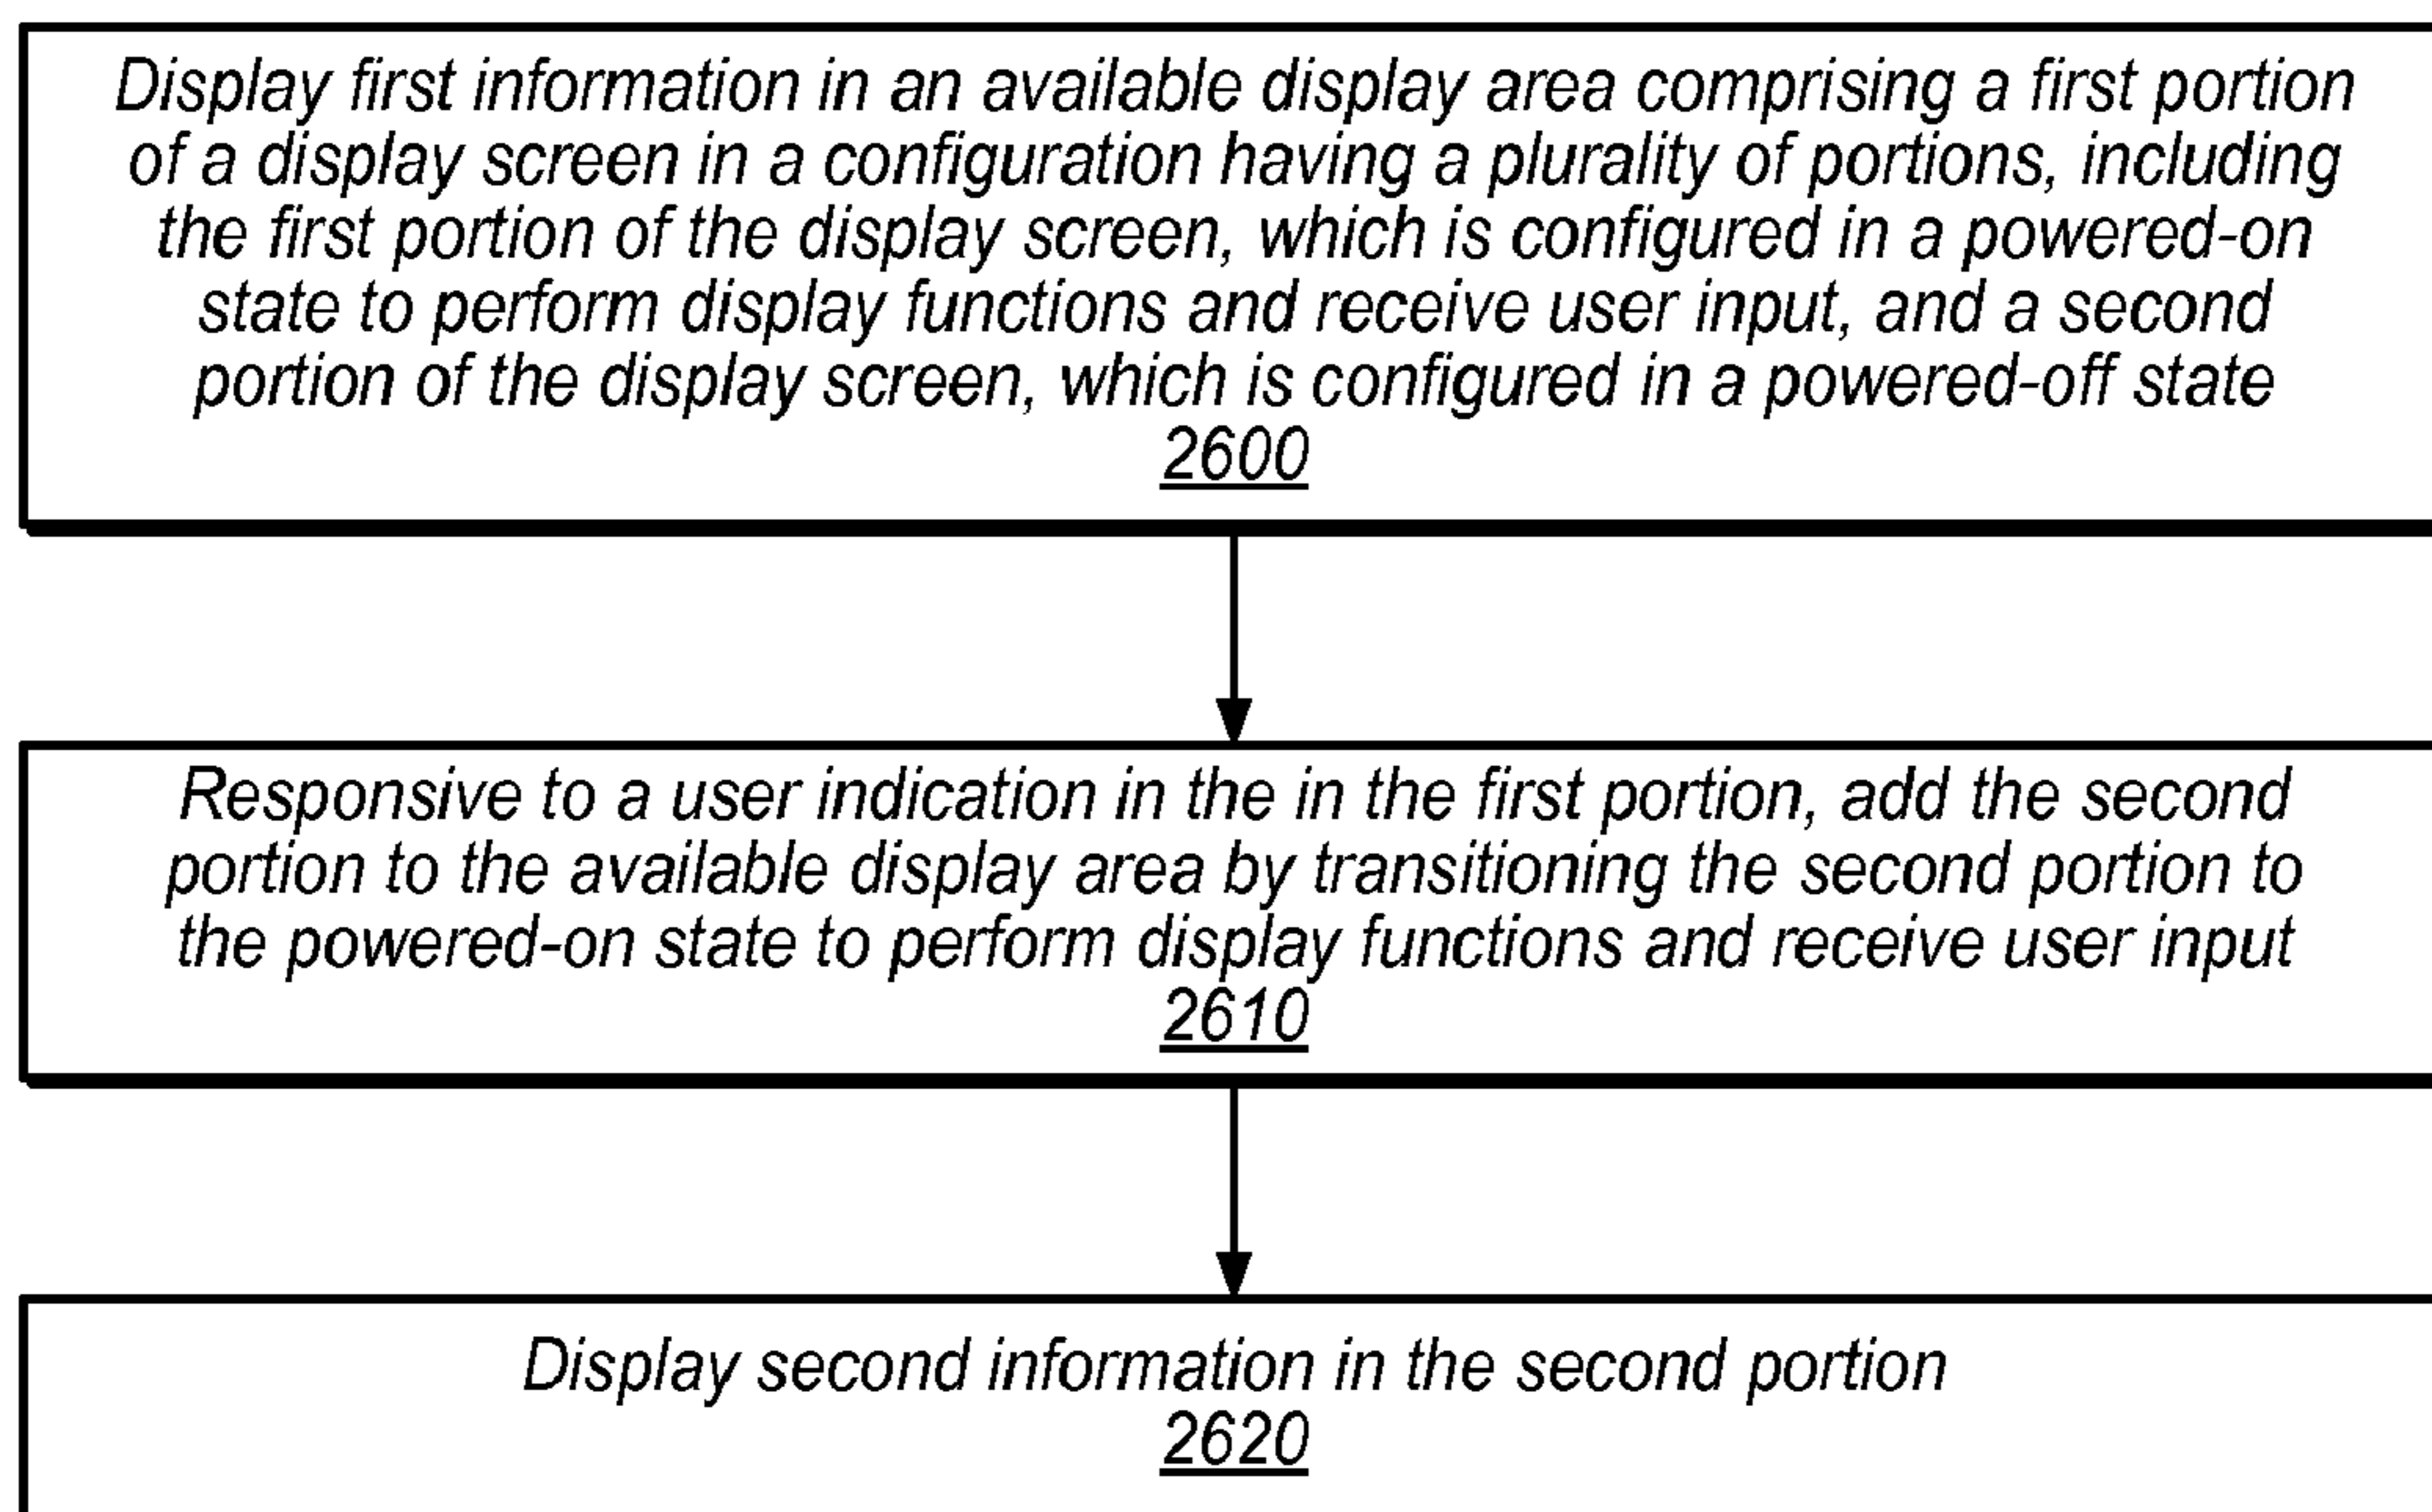 Display first information in an available display area comprising a first portion
of a display screen in a configuration having a plurality of portions, including
the first portion of the display screen, which is configured in a powered-on
state to perform display functions and receive user input, and a second
portion of the display screen, which is configured in a powered-off state
2600
Responsive to a user indication in the in the first portion, add the second
portion to the available display area by transitioning the second portion to
the powered-on state to perform display functions and receive user input
2610
Display second information in the second portion
2620